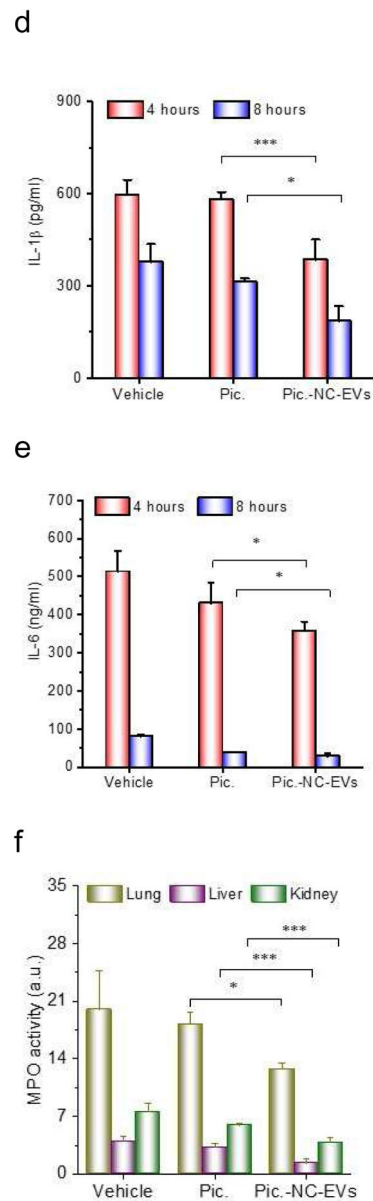 d
900
600
300
0
IL-1β (pg/ml)
4 hours 8 hours
***
*
Vehicle Pic. Pic.-NC-EVs
e
700
600
500
400
300
200
100
0
IL-6 (ng/ml)
4 hours 8 hours
*
*
Vehicle Pic. Pic.-NC-EVs
f
35
28
21
14
7
0
MPO activity (a.u.)
Lung Liver Kidney
***
***
*
Vehicle Pic. Pic.-NC-EVs